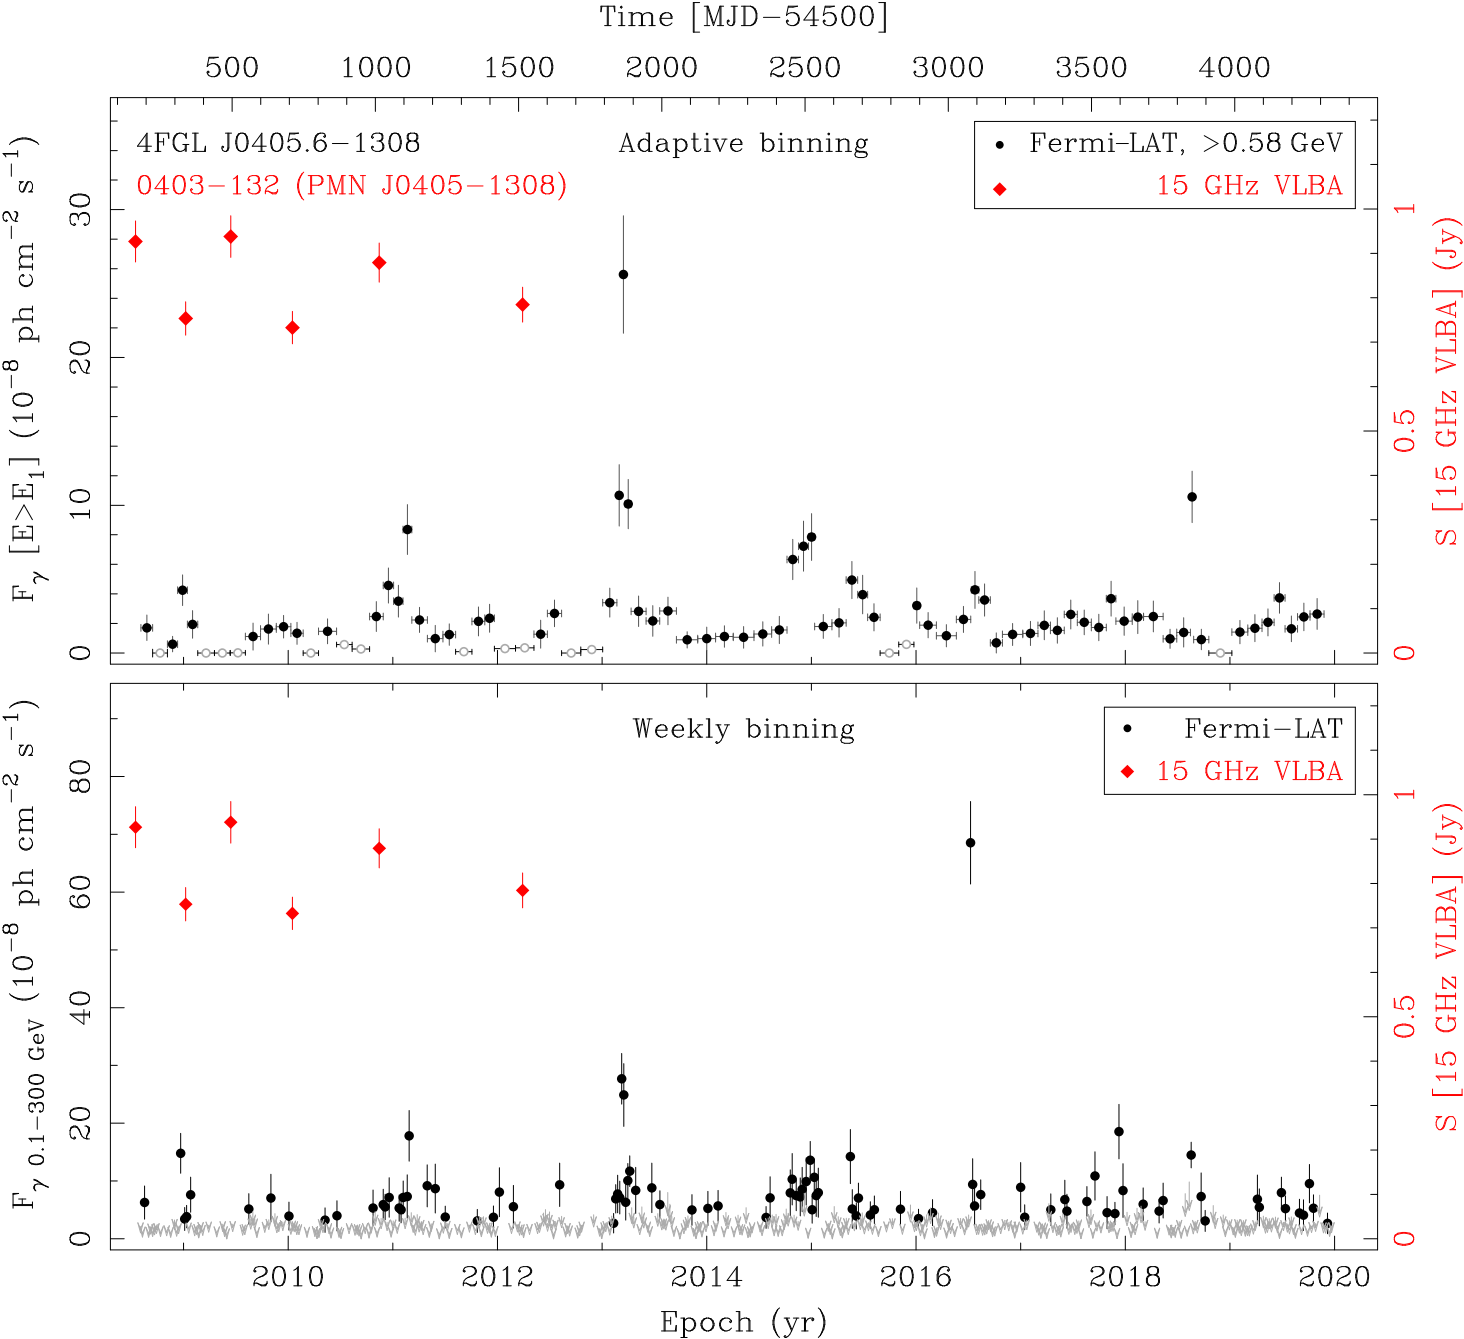 Time [MJD−54500]
500 1000 1500 2000 2500 3000 3500 4000
4FGL J0405.6−1308
0403−132 (PMN J0405−1308)
Adaptive binning
Fermi−LAT, >0.58 GeV
15 GHz VLBA
F_γ [E>E_1] (10^−8 ph cm^−2 s^−1)
30
20
10
0
S [15 GHz VLBA] (Jy)
1
0.5
0
Weekly binning
Fermi−LAT
15 GHz VLBA
F_γ 0.1−300 GeV (10^−8 ph cm^−2 s^−1)
80
60
40
20
0
S [15 GHz VLBA] (Jy)
1
0.5
0
2010 2012 2014 2016 2018 2020
Epoch (yr)